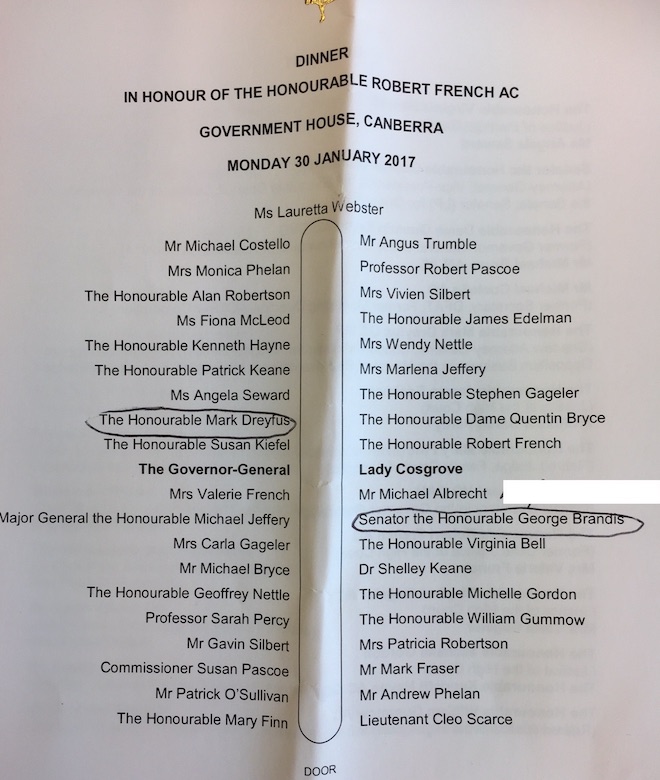 DINNER
IN HONOUR OF THE HONOURABLE ROBERT FRENCH AC
GOVERNMENT HOUSE, CANBERRA
MONDAY 30 JANUARY 2017
Ms Lauretta Webster
Mr Michael Costello Mr Angus Trumble
Mrs Monica Phelan Professor Robert Pascoe
The Honourable Alan Robertson Mrs Vivien Silbert
Ms Fiona McLeod The Honourable James Edelman
The Honourable Kenneth Hayne Mrs Wendy Nettle
The Honourable Patrick Keane Mrs Marlena Jeffery
Ms Angela Seward The Honourable Stephen Gageler
The Honourable Mark Dreyfus The Honourable Dame Quentin Bryce
The Honourable Susan Kiefel The Honourable Robert French
The Governor-General Lady Cosgrove
Mrs Valerie French Mr Michael Albrecht
Major General the Honourable Michael Jeffery Senator the Honourable George Brandis
Mrs Carla Gageler The Honourable Virginia Bell
Mr Michael Bryce Dr Shelley Keane
The Honourable Geoffrey Nettle The Honourable Michelle Gordon
Professor Sarah Percy The Honourable William Gummow
Mr Gavin Silbert Mrs Patricia Robertson
Commissioner Susan Pascoe Mr Mark Fraser
Mr Patrick O'Sullivan Mr Andrew Phelan
The Honourable Mary Finn Lieutenant Cleo Scarce
DOOR